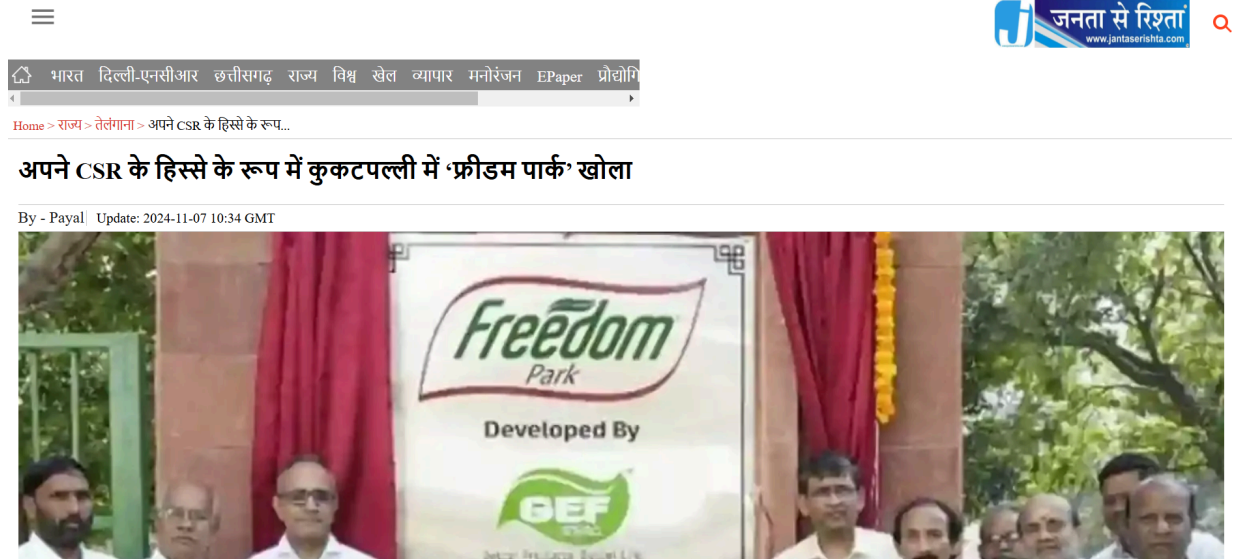 जनता से रिश्ता
www.jantaserishta.com
भारत दिल्ली-एनसीआर छत्तीसगढ़ राज्य विश्व खेल व्यापार मनोरंजन EPaper प्रौद्योगि
Home > राज्य > तेलंगाना > अपने CSR के हिस्से के रूप...
अपने CSR के हिस्से के रूप में कुकटपल्ली में ‘फ्रीडम पार्क’ खोला
By - Payal Update: 2024-11-07 10:34 GMT
Freedom
Park
Developed By
GEF